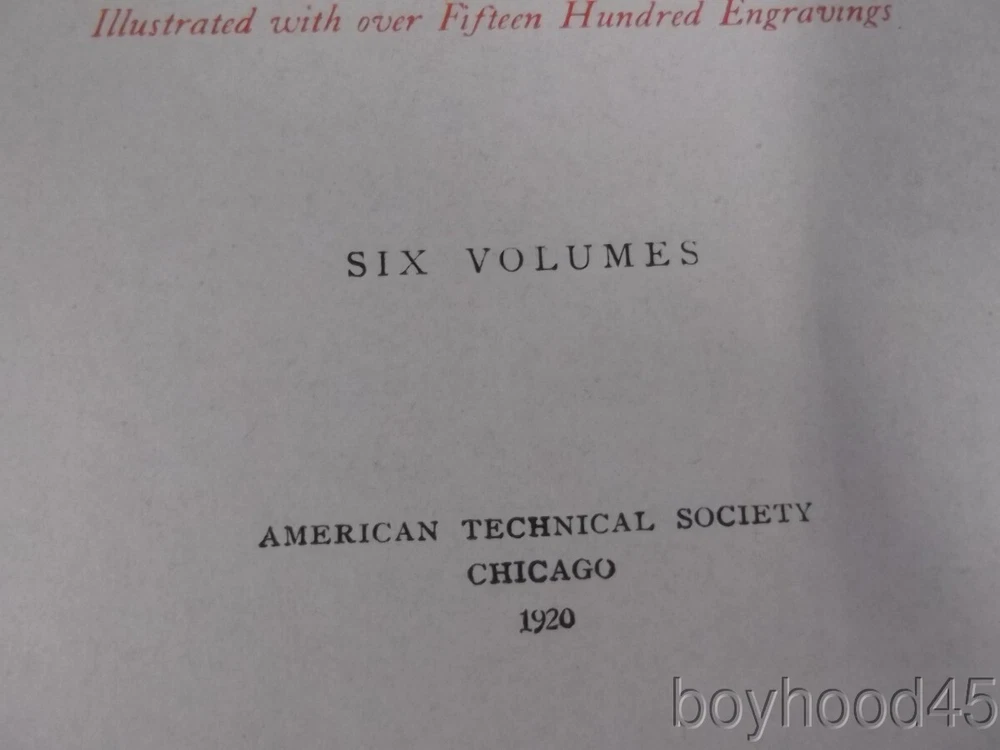 Illustrated with over Fifteen Hundred Engravings
SIX VOLUMES
AMERICAN TECHNICAL SOCIETY
CHICAGO
1920
boyhood45